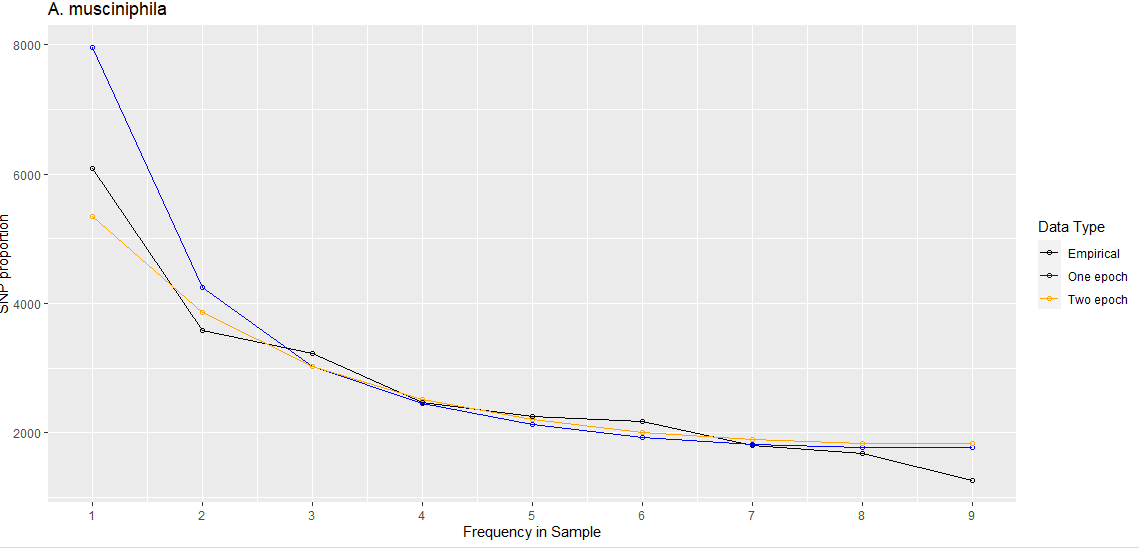 A. musciniphila
8000
6000
4000
2000
SNP proportion
1 2 3 4 5 6 7 8 9
Frequency in Sample
Data Type
Empirical
One epoch
Two epoch